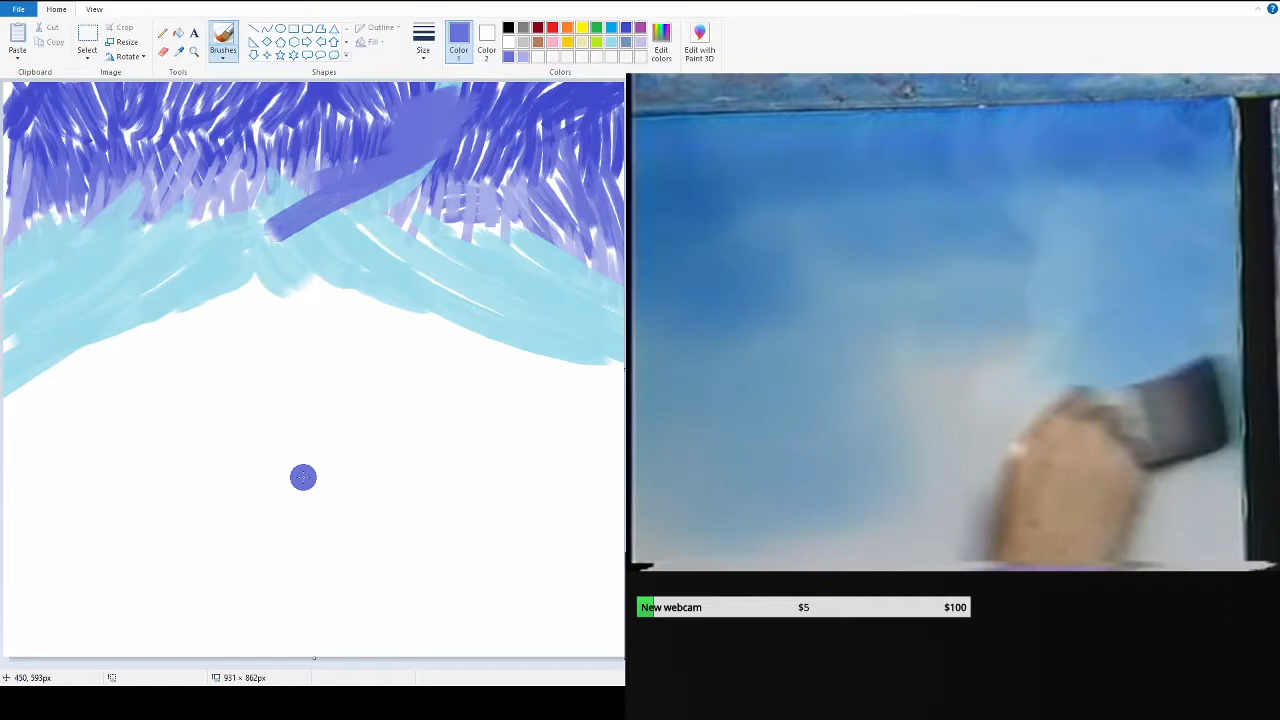 File Home View
Paste
Cut
Copy
Clipboard
Select
Crop
Resize
Rotate
Image
A
Tools
Brushes
Outline
Fill
Shapes
Size
Color 1
Color 2
Edit colors
Colors
Edit with Paint 3D
New webcam $5 $100
450, 593px 931 × 862px